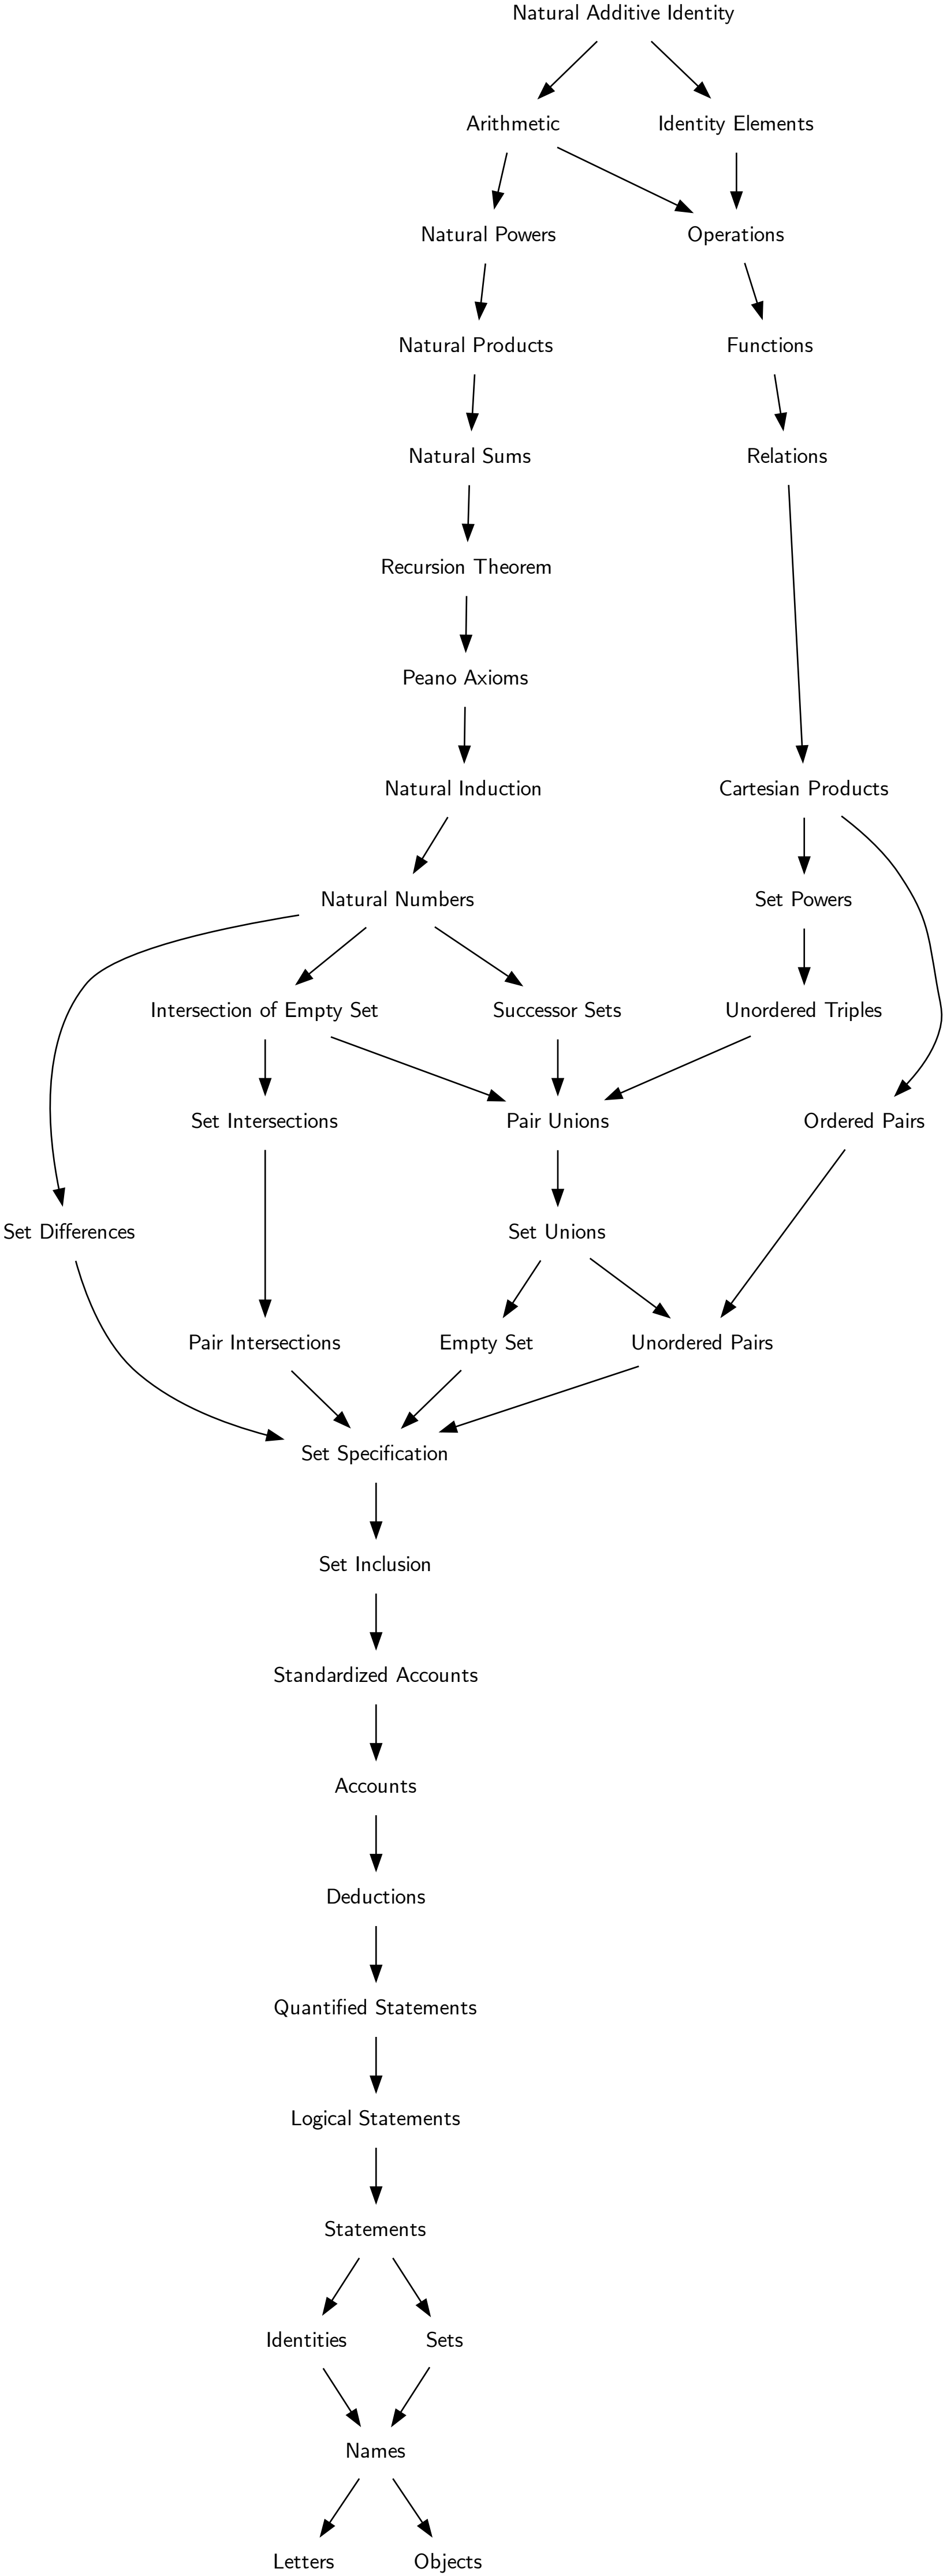 Natural Additive Identity
Arithmetic
Identity Elements
Natural Powers
Operations
Natural Products
Functions
Natural Sums
Relations
Recursion Theorem
Peano Axioms
Natural Induction
Cartesian Products
Natural Numbers
Set Powers
Intersection of Empty Set
Successor Sets
Unordered Triples
Set Intersections
Pair Unions
Ordered Pairs
Set Differences
Set Unions
Pair Intersections
Empty Set
Unordered Pairs
Set Specification
Set Inclusion
Standardized Accounts
Accounts
Deductions
Quantified Statements
Logical Statements
Statements
Identities
Sets
Names
Letters
Objects